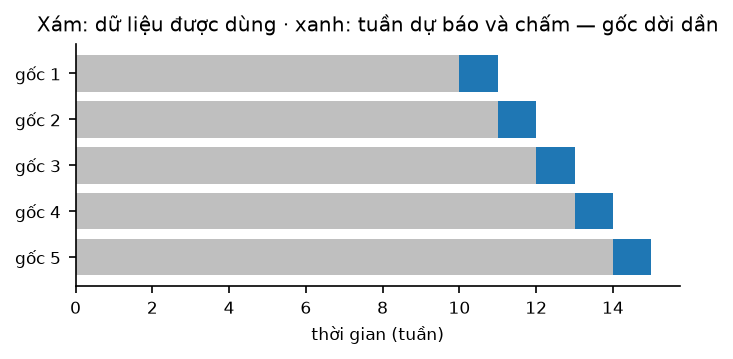 Xám: dữ liệu được dùng · xanh: tuần dự báo và chấm — gốc dời dần
gốc 1
gốc 2
gốc 3
gốc 4
gốc 5
0 2 4 6 8 10 12 14
thời gian (tuần)